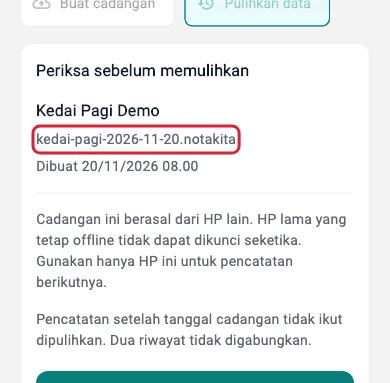 Buat cadangan
Pulihkan data
Periksa sebelum memulihkan
Kedai Pagi Demo
kedai-pagi-2026-11-20.notakita
Dibuat 20/11/2026 08.00
Cadangan ini berasal dari HP lain. HP lama yang
tetap offline tidak dapat dikunci seketika.
Gunakan hanya HP ini untuk pencatatan
berikutnya.
Pencatatan setelah tanggal cadangan tidak ikut
dipulihkan. Dua riwayat tidak digabungkan.